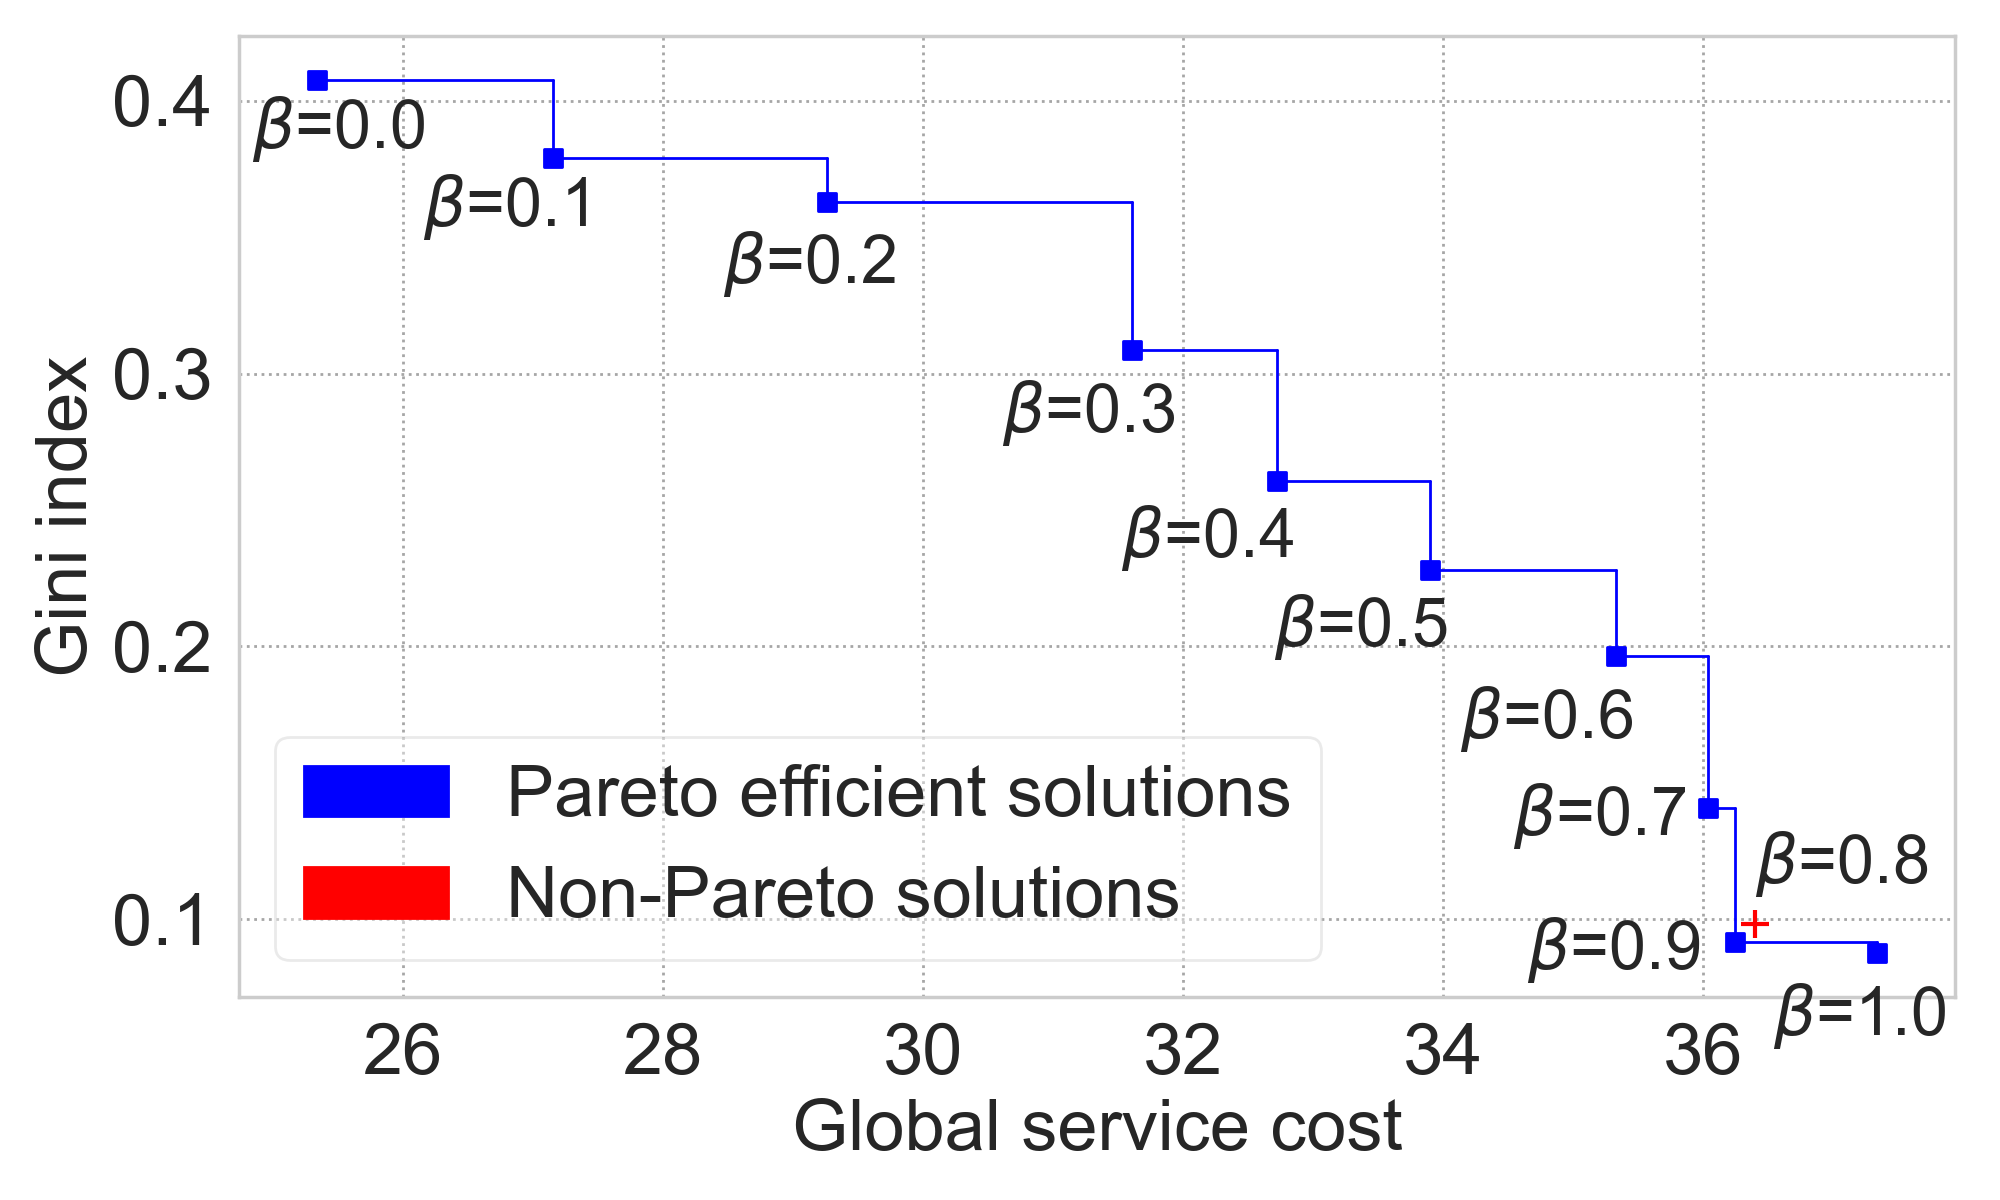 0.4
0.3
0.2
0.1
Gini index
β=0.0
β=0.1
β=0.2
β=0.3
β=0.4
β=0.5
β=0.6
β=0.7
β=0.8
β=0.9
β=1.0
Pareto efficient solutions
Non-Pareto solutions
26 28 30 32 34 36
Global service cost